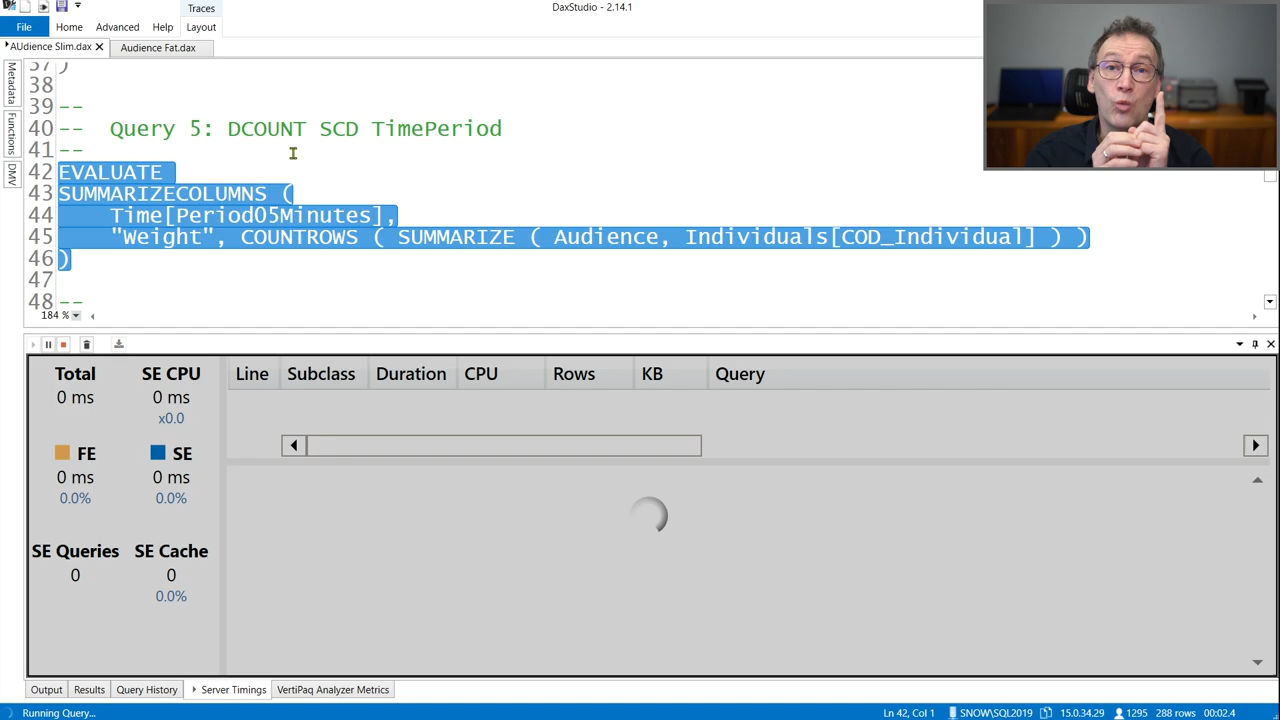 Traces
DaxStudio - 2.14.1
File
Home
Advanced
Help
Layout
AUdience Slim.dax
Audience Fat.dax
Metadata
Functions
DMV
37 )
38
39 --
40 -- Query 5: DCOUNT SCD TimePeriod
41 --
42 EVALUATE
43 SUMMARIZECOLUMNS (
44 Time[Period05Minutes],
45 "Weight", COUNTROWS ( SUMMARIZE ( Audience, Individuals[COD_Individual] ) )
46 )
47
48 --
184 %
Total SE CPU
0 ms 0 ms
x0.0
FE SE
0 ms 0 ms
0.0% 0.0%
SE Queries SE Cache
0 0
0.0%
Line Subclass Duration CPU Rows KB Query
Output Results Query History Server Timings VertiPaq Analyzer Metrics
Running Query... Ln 42, Col 1 SNOW\SQL2019 15.0.34.29 1295 288 rows 00:02.4